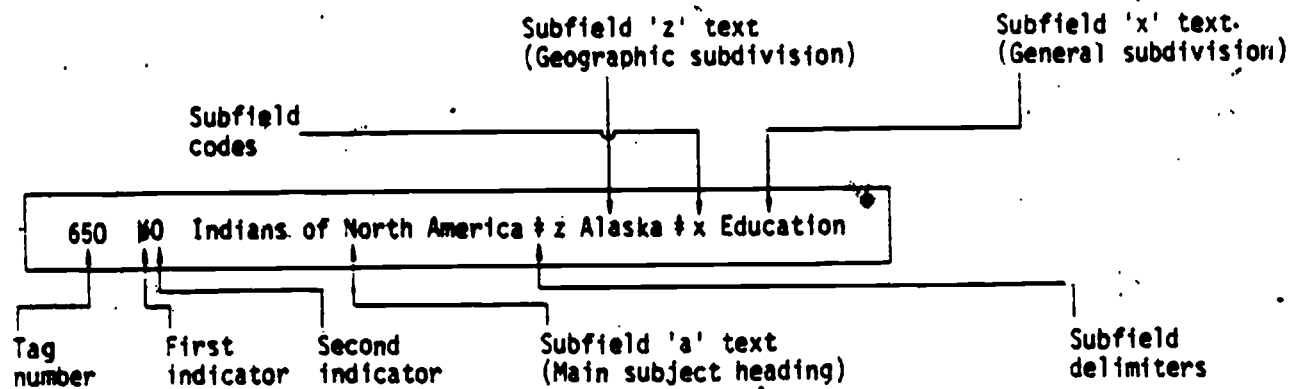 Subfield 'z' text
(Geographic subdivision)
Subfield 'x' text.
(General subdivision)
Subfield
codes
650 ␢0 Indians of North America ‡ z Alaska ‡ x Education
Tag
number
First
indicator
Second
indicator
Subfield 'a' text
(Main subject heading)
Subfield
delimiters